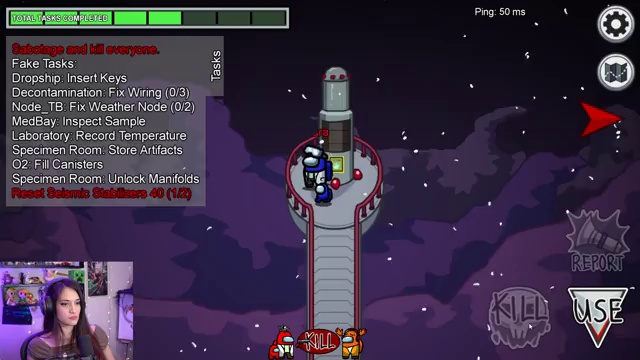 TOTAL TASKS COMPLETED
Ping: 50 ms
Sabotage and kill everyone.
Fake Tasks:
Dropship: Insert Keys
Decontamination: Fix Wiring (0/3)
Node_TB: Fix Weather Node (0/2)
MedBay: Inspect Sample
Laboratory: Record Temperature
Specimen Room: Store Artifacts
O2: Fill Canisters
Specimen Room: Unlock Manifolds
Reset Seismic Stabilizers 40 (1/2)
Tasks
REPORT
KILL
USE
KILL